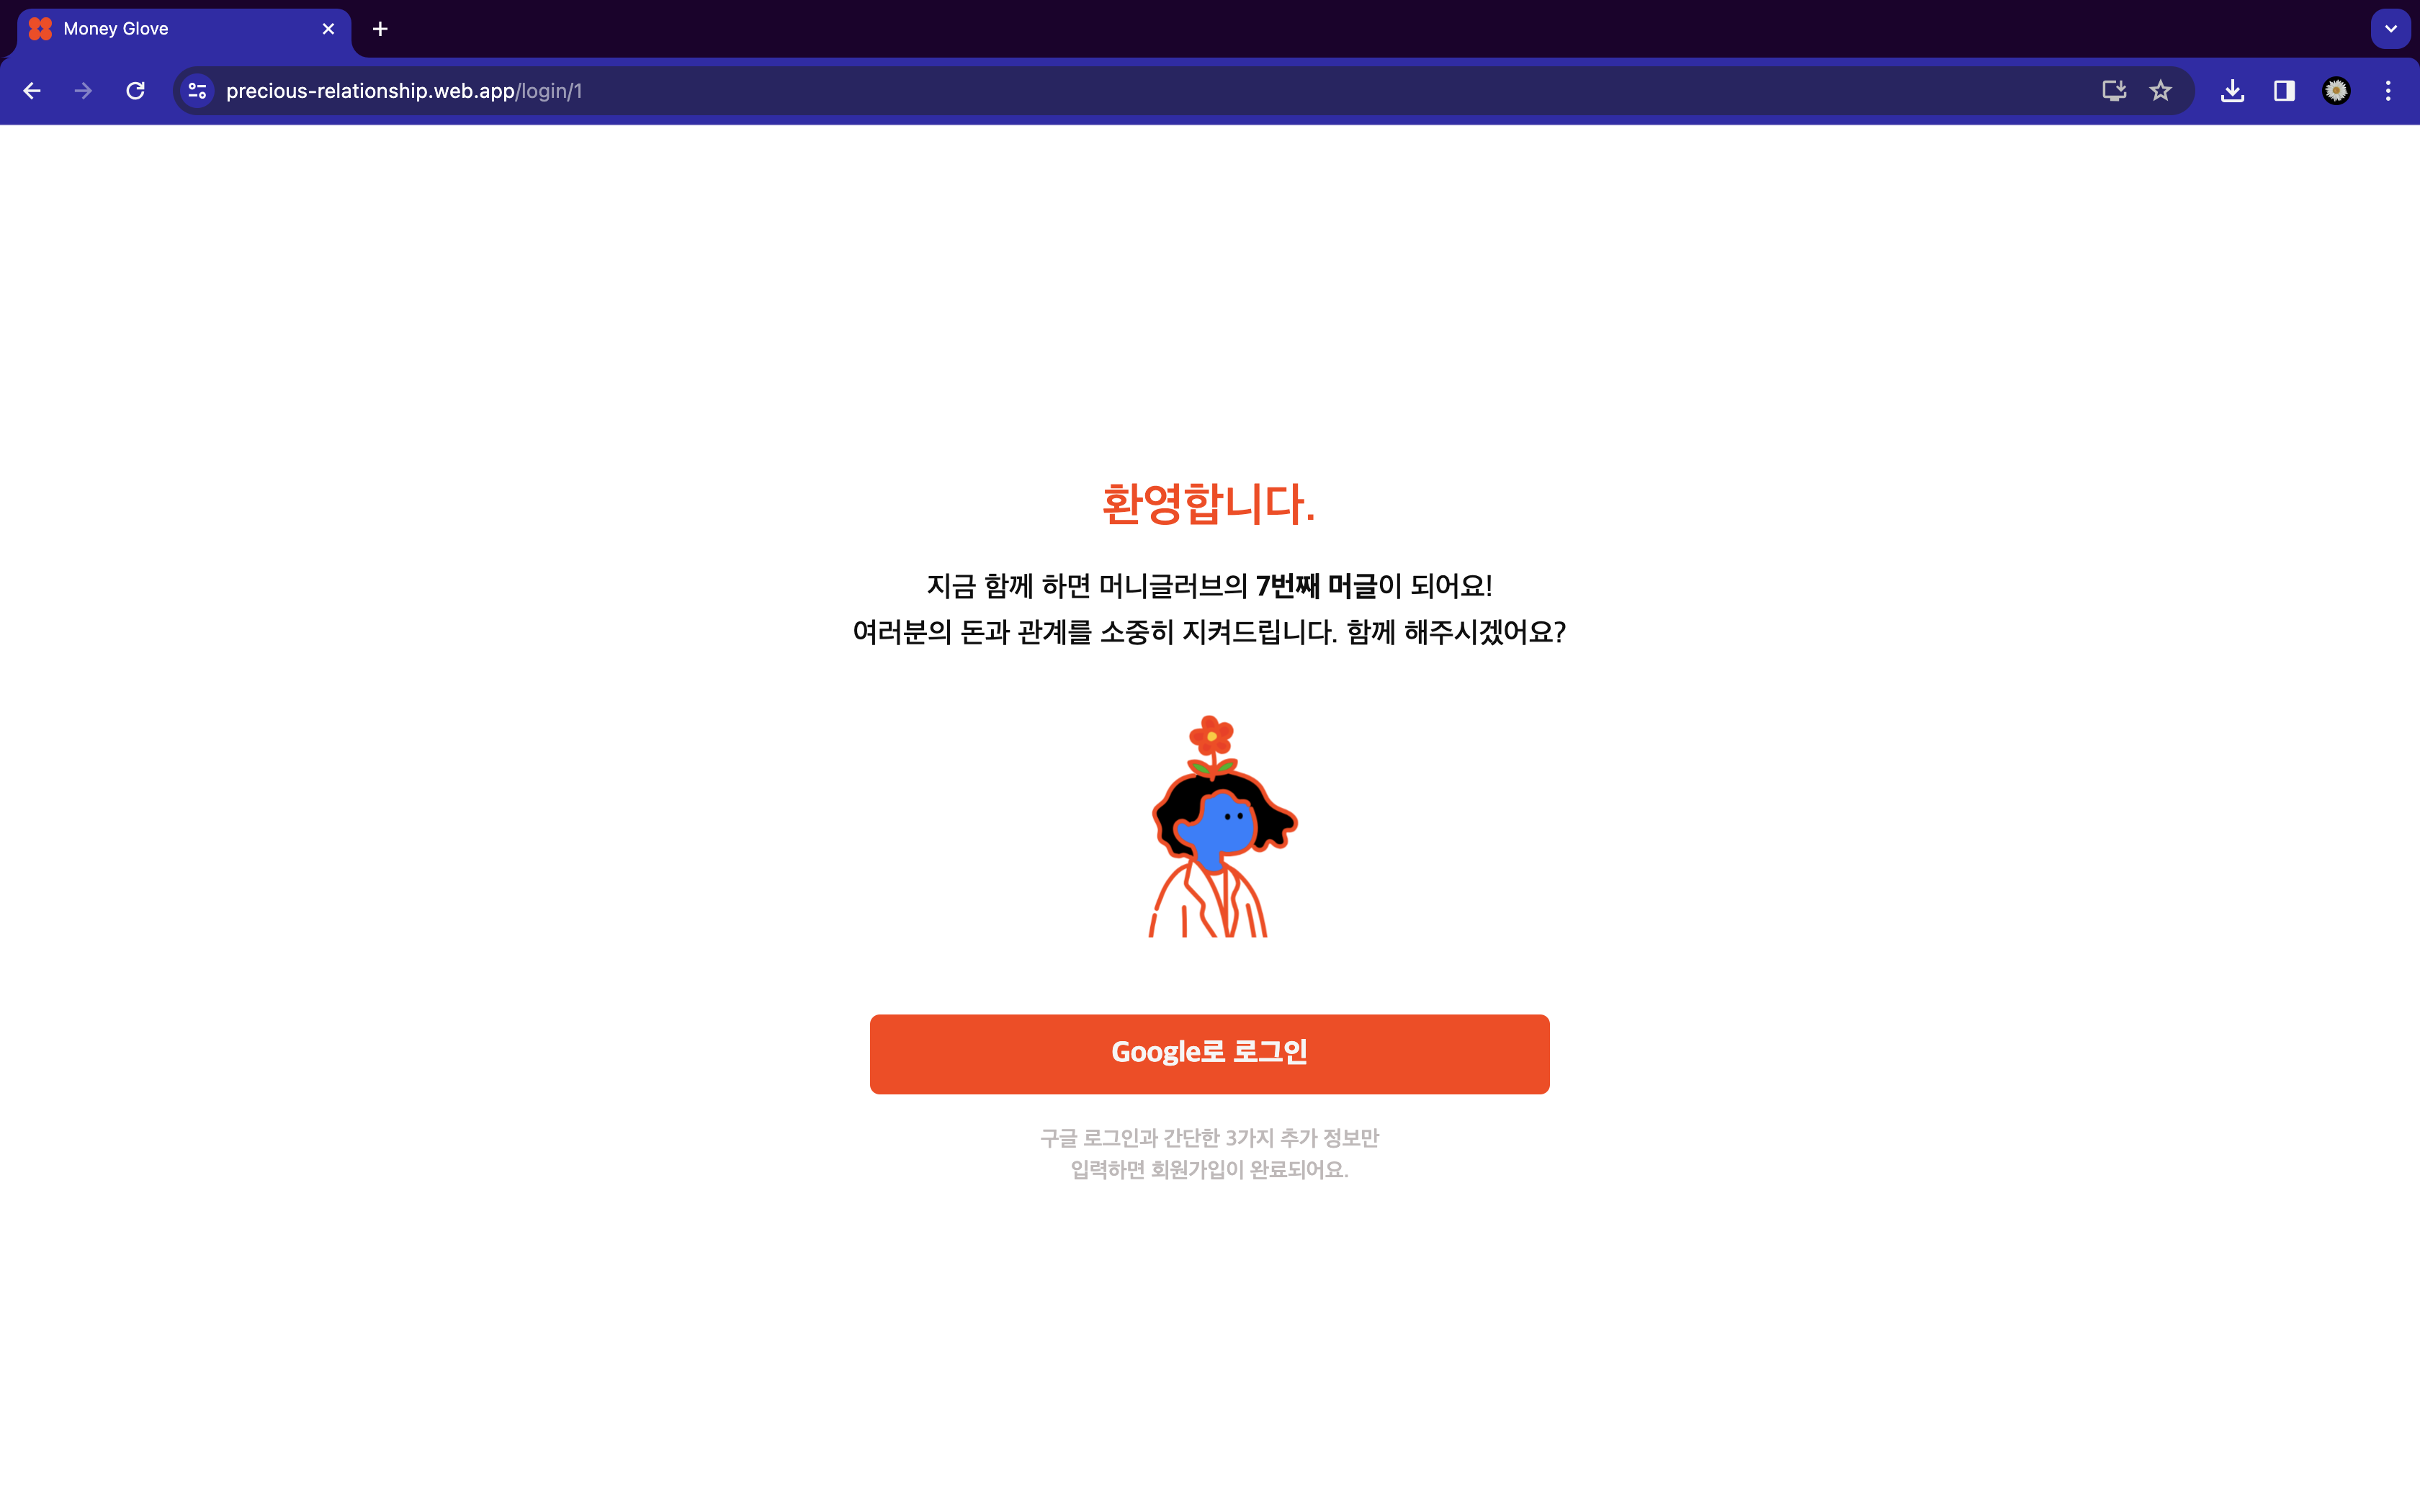 Money Glove
precious-relationship.web.app/login/1
환영합니다.
지금 함께 하면 머니글러브의 7번째 머글이 되어요!
여러분의 돈과 관계를 소중히 지켜드립니다. 함께 해주시겠어요?
Google로 로그인
구글 로그인과 간단한 3가지 추가 정보만
입력하면 회원가입이 완료되어요.